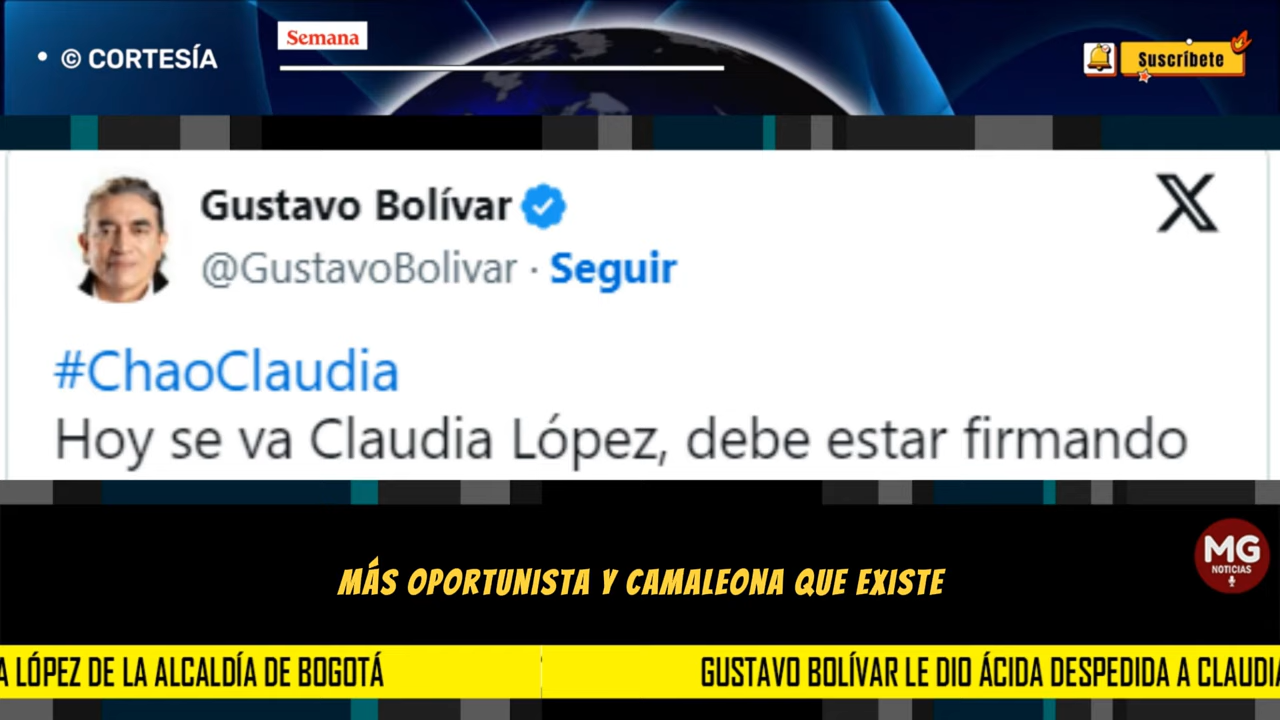 • © CORTESÍA
Semana
Suscríbete
Gustavo Bolívar
@GustavoBolivar · Seguir
#ChaoClaudia
Hoy se va Claudia López, debe estar firmando
MÁS OPORTUNISTA Y CAMALEONA QUE EXISTE
MG
NOTICIAS
A LÓPEZ DE LA ALCALDÍA DE BOGOTÁ
GUSTAVO BOLÍVAR LE DIO ÁCIDA DESPEDIDA A CLAUDIA